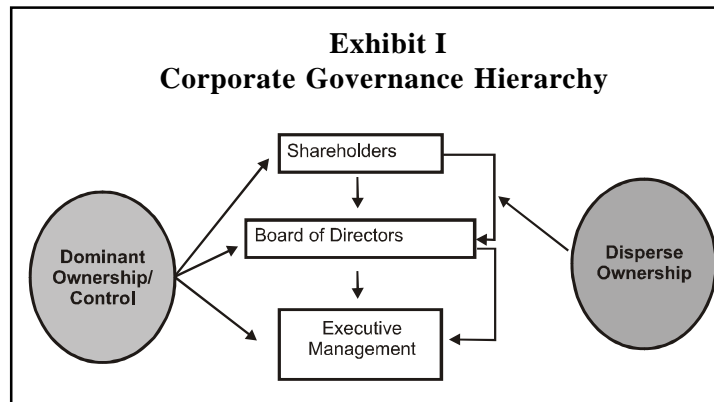 Exhibit I
Corporate Governance Hierarchy
Shareholders
Board of Directors
Dominant
Ownership/
Control
Disperse
Ownership
Executive
Management